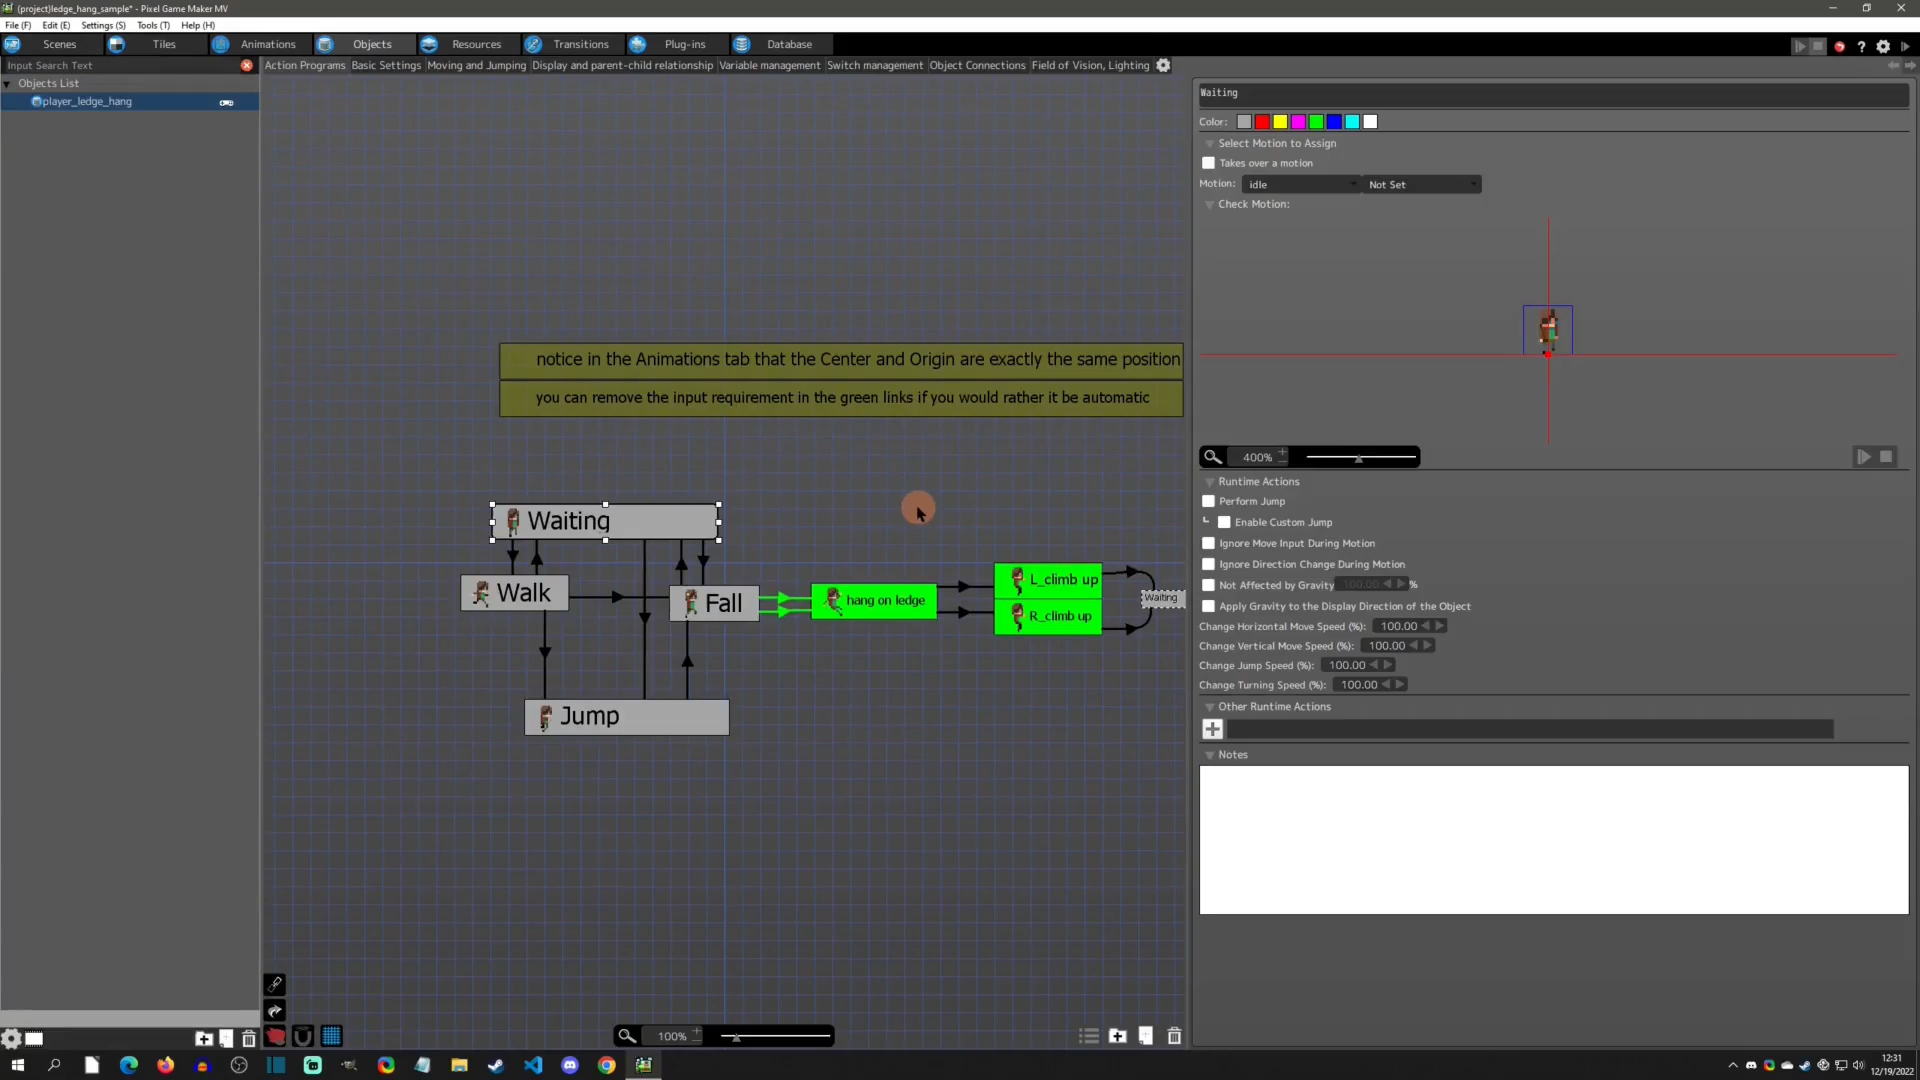 (project)ledge_hang_sample* - Pixel Game Maker MV
File (F) Edit (E) Settings (S) Tools (T) Help (H)
Scenes Tiles Animations Objects Resources Transitions Plug-ins Database
Input Search Text
Action Programs Basic Settings Moving and Jumping Display and parent-child relationship Variable management Switch management Object Connections Field of Vision, Lighting
Objects List
player_ledge_hang
notice in the Animations tab that the Center and Origin are exactly the same position
you can remove the input requirement in the green links if you would rather it be automatic
Waiting
Walk
Fall
hang on ledge
L_climb up
R_climb up
Waiting
Jump
100%
Waiting
Color:
Select Motion to Assign
Takes over a motion
Motion: idle Not Set
Check Motion:
400%
Runtime Actions
Perform Jump
Enable Custom Jump
Ignore Move Input During Motion
Ignore Direction Change During Motion
Not Affected by Gravity 100.00 %
Apply Gravity to the Display Direction of the Object
Change Horizontal Move Speed (%): 100.00
Change Vertical Move Speed (%): 100.00
Change Jump Speed (%): 100.00
Change Turning Speed (%): 100.00
Other Runtime Actions
Notes
12:31
12/19/2022